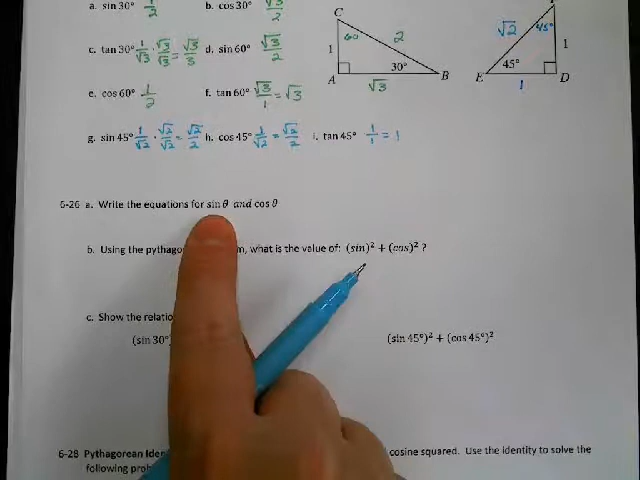 a. sin 30° 1/2 b. cos 30° √3/2
c. tan 30° 1/√3 · √3/√3 = √3/3 d. sin 60° √3/2
e. cos 60° 1/2 f. tan 60° √3/1 = √3
g. sin 45° 1/√2 · √2/√2 = √2/2 h. cos 45° 1/√2 = √2/2 i. tan 45° 1/1 = 1
C 60° 2 1 30° A √3 B
√2 45° 1 45° E 1 D
6-26 a. Write the equations for sin θ and cos θ
b. Using the , what is the value of: (sin)² + (cos)² ?
c. Show the
(sin 30° (sin 45°)² + (cos 45°)²
6-28 Pythagorean cosine squared. Use the identity to solve the
following